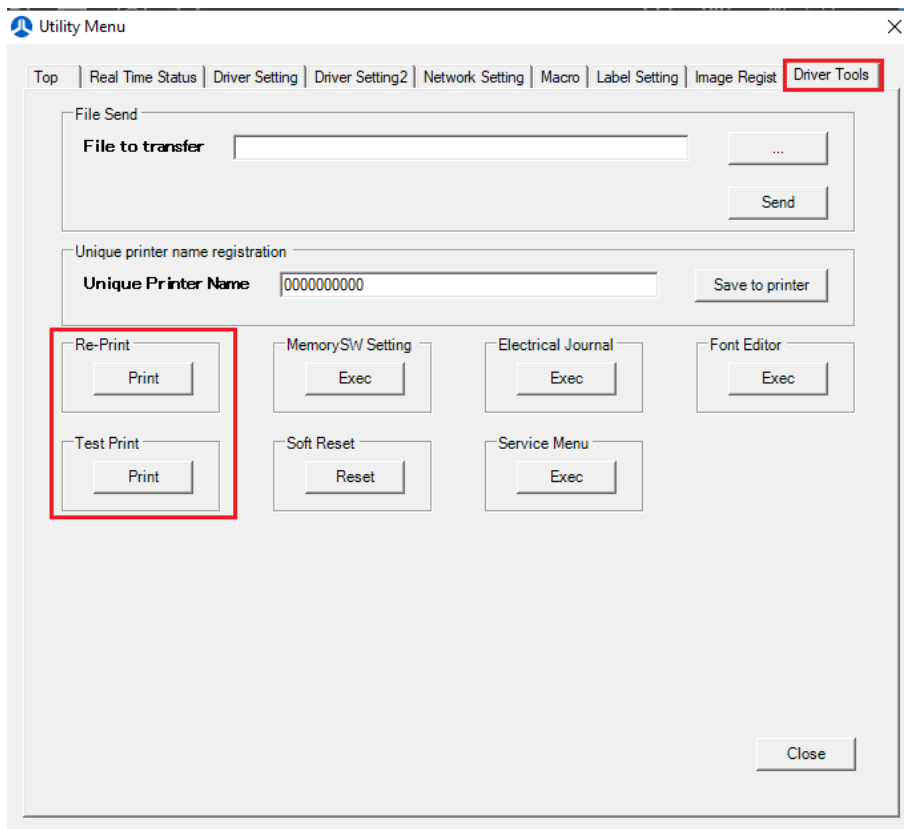 Utility Menu
Top Real Time Status Driver Setting Driver Setting2 Network Setting Macro Label Setting Image Regist Driver Tools
File Send
File to transfer ...
Send
Unique printer name registration
Unique Printer Name 0000000000 Save to printer
Re-Print MemorySW Setting Electrical Journal Font Editor
Print Exec Exec Exec
Test Print Soft Reset Service Menu
Print Reset Exec
Close